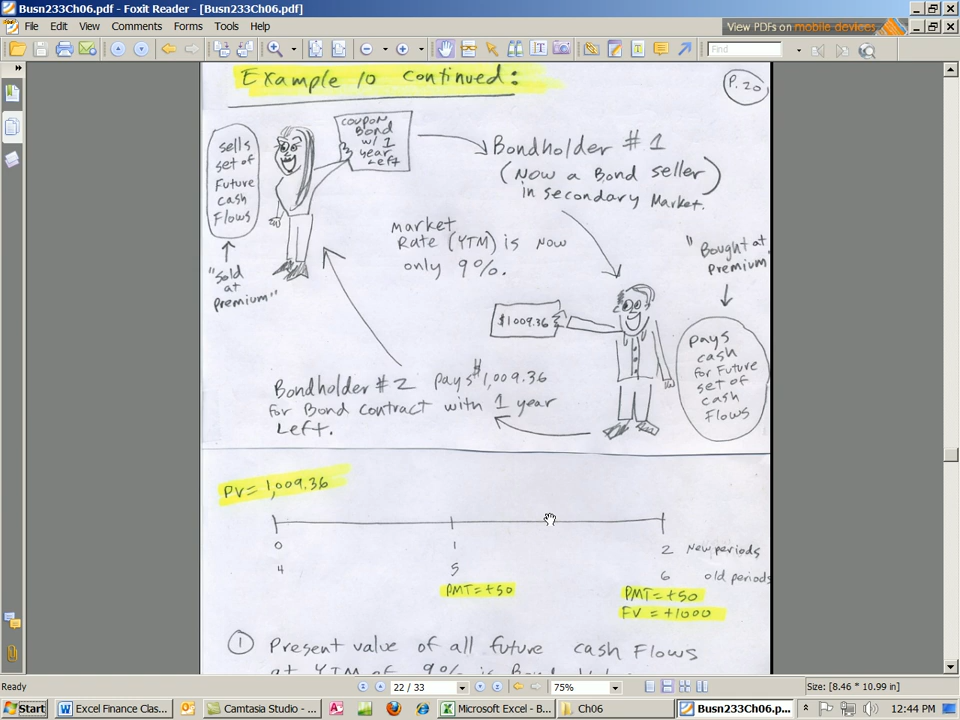 Busn233Ch06.pdf - Foxit Reader - [Busn233Ch06.pdf]
File Edit View Comments Forms Tools Help
View PDFs on mobile devices
Find
Example 10 continued:
P. 20
sells
set of
Future
cash
Flows
"Sold
at
Premium"
Coupon
Bond
w/ 1
year
Left
Bondholder #1
(Now a Bond seller)
in secondary Market.
market
Rate (YTM) is now
only 9%.
"Bought at
Premium"
$1009.36
pays
cash
for Future
set of
cash
Flows
Bondholder #2 pays $1,009.36
for Bond contract with 1 year
Left.
PV = 1,009.36
0 1 2 New periods
4 5 6 old periods
PMT = +50 PMT = +50
FV = +1000
① Present value of all future cash Flows
at YTM of 9% is
Ready
22 / 33
75%
Size: [8.46 * 10.99 in]
Start
Excel Finance Clas...
Camtasia Studio - ...
Microsoft Excel - B...
Ch06
Busn233Ch06.p...
12:44 PM